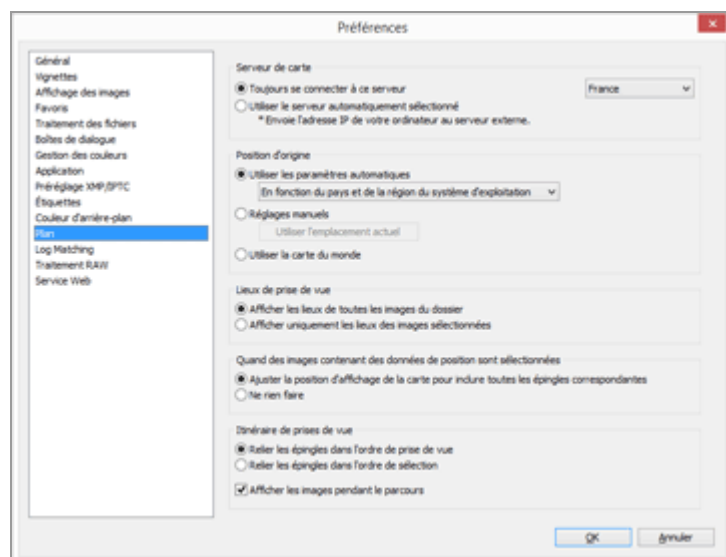 Préférences
Général
Vignettes
Affichage des images
Favoris
Traitement des fichiers
Boîtes de dialogue
Gestion des couleurs
Application
Préréglage XMP/IPTC
Étiquettes
Couleur d'arrière-plan
Plan
Log Matching
Traitement RAW
Service Web
Serveur de carte
Toujours se connecter à ce serveur
France
Utiliser le serveur automatiquement sélectionné
* Envoie l'adresse IP de votre ordinateur au serveur externe.
Position d'origine
Utiliser les paramètres automatiques
En fonction du pays et de la région du système d'exploitation
Réglages manuels
Utiliser l'emplacement actuel
Utiliser la carte du monde
Lieux de prise de vue
Afficher les lieux de toutes les images du dossier
Afficher uniquement les lieux des images sélectionnées
Quand des images contenant des données de position sont sélectionnées
Ajuster la position d'affichage de la carte pour inclure toutes les épingles correspondantes
Ne rien faire
Itinéraire de prises de vue
Relier les épingles dans l'ordre de prise de vue
Relier les épingles dans l'ordre de sélection
Afficher les images pendant le parcours
OK
Annuler